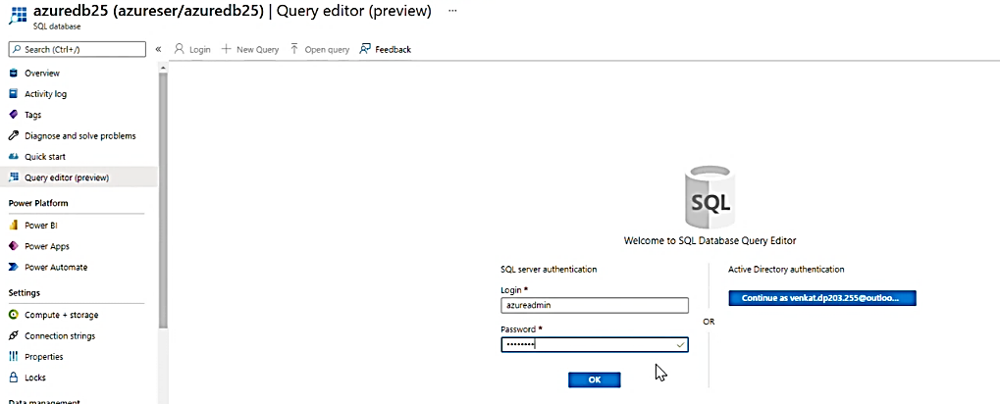 azuredb25 (azureser/azuredb25) | Query editor (preview) ...
SQL database
Search (Ctrl+/)
«
Login
New Query
Open query
Feedback
Overview
Activity log
Tags
Diagnose and solve problems
Quick start
Query editor (preview)
Power Platform
Power BI
Power Apps
Power Automate
Settings
Compute + storage
Connection strings
Properties
Locks
Data management
SQL
Welcome to SQL Database Query Editor
SQL server authentication
Login *
azureadmin
Password *
••••••••
OK
OR
Active Directory authentication
Continue as venkat.dp203.255@outloo...